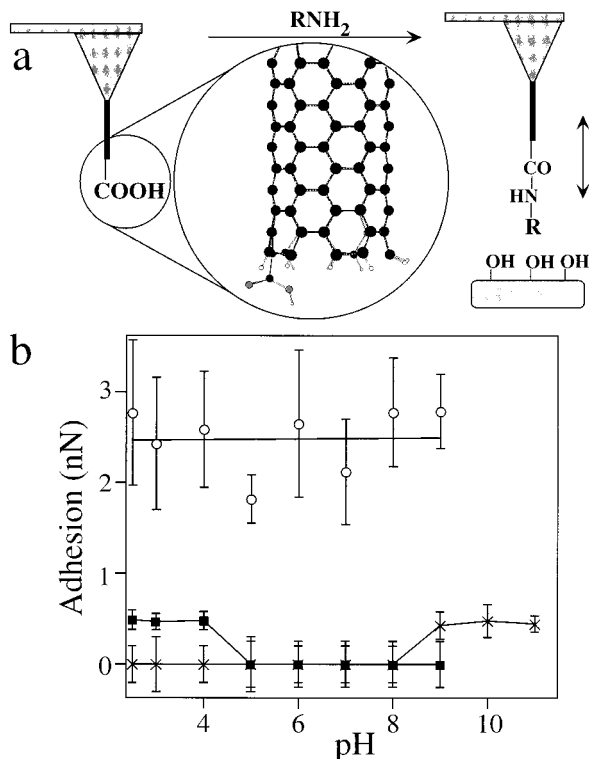 a
RNH2
COOH
CO
HN
R
OH OH OH
b
Adhesion (nN)
3
2
1
0
4 6 8 10
pH